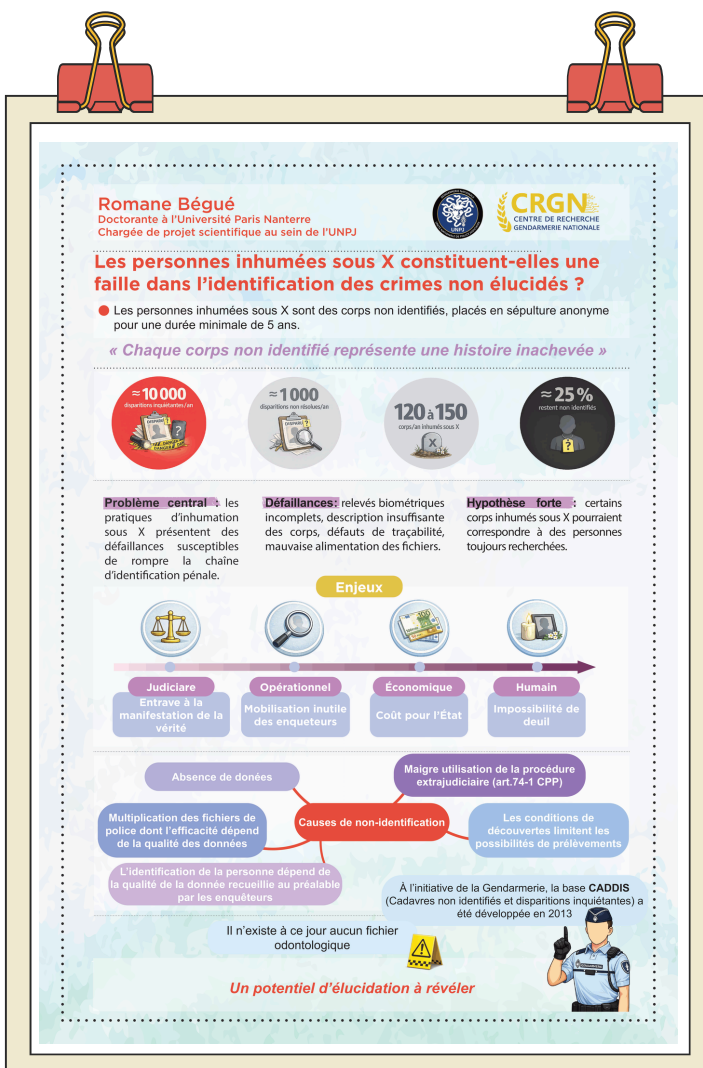 Romane Bégué
Doctorante à l'Université Paris Nanterre
Chargée de projet scientifique au sein de l'UNPJ
UNPJ
CRGN
CENTRE DE RECHERCHE
GENDARMERIE NATIONALE
Les personnes inhumées sous X constituent-elles une
faille dans l'identification des crimes non élucidés ?
Les personnes inhumées sous X sont des corps non identifiés, placés en sépulture anonyme
pour une durée minimale de 5 ans.
« Chaque corps non identifié représente une histoire inachevée »
≈10 000
disparitions inquiétantes/an
≈ 1 000
disparitions non résolues/an
120 à 150
corps/an inhumés sous X
X
≈ 25 %
restent non identifiés
Problème central : les
pratiques d'inhumation
sous X présentent des
défaillances susceptibles
de rompre la chaîne
d'identification pénale.
Défaillances: relevés biométriques
incomplets, description insuffisante
des corps, défauts de traçabilité,
mauvaise alimentation des fichiers.
Hypothèse forte : certains
corps inhumés sous X pourraient
correspondre à des personnes
toujours recherchées.
Enjeux
Judiciare
Entrave à la
manifestation de la
vérité
Opérationnel
Mobilisation inutile
des enqueteurs
Économique
Coût pour l'État
Humain
Impossibilité de
deuil
Absence de donées
Maigre utilisation de la procédure
extrajudiciaire (art.74-1 CPP)
Multiplication des fichiers de
police dont l'efficacité dépend
de la qualité des données
Causes de non-identification
Les conditions de
découvertes limitent les
possibilités de prélèvements
L'identification de la personne dépend de
la qualité de la donnée recueillie au préalable
par les enquêteurs
À l'initiative de la Gendarmerie, la base CADDIS
(Cadavres non identifiés et disparitions inquiétantes) a
été développée en 2013
Il n'existe à ce jour aucun fichier
odontologique
Un potentiel d'élucidation à révéler